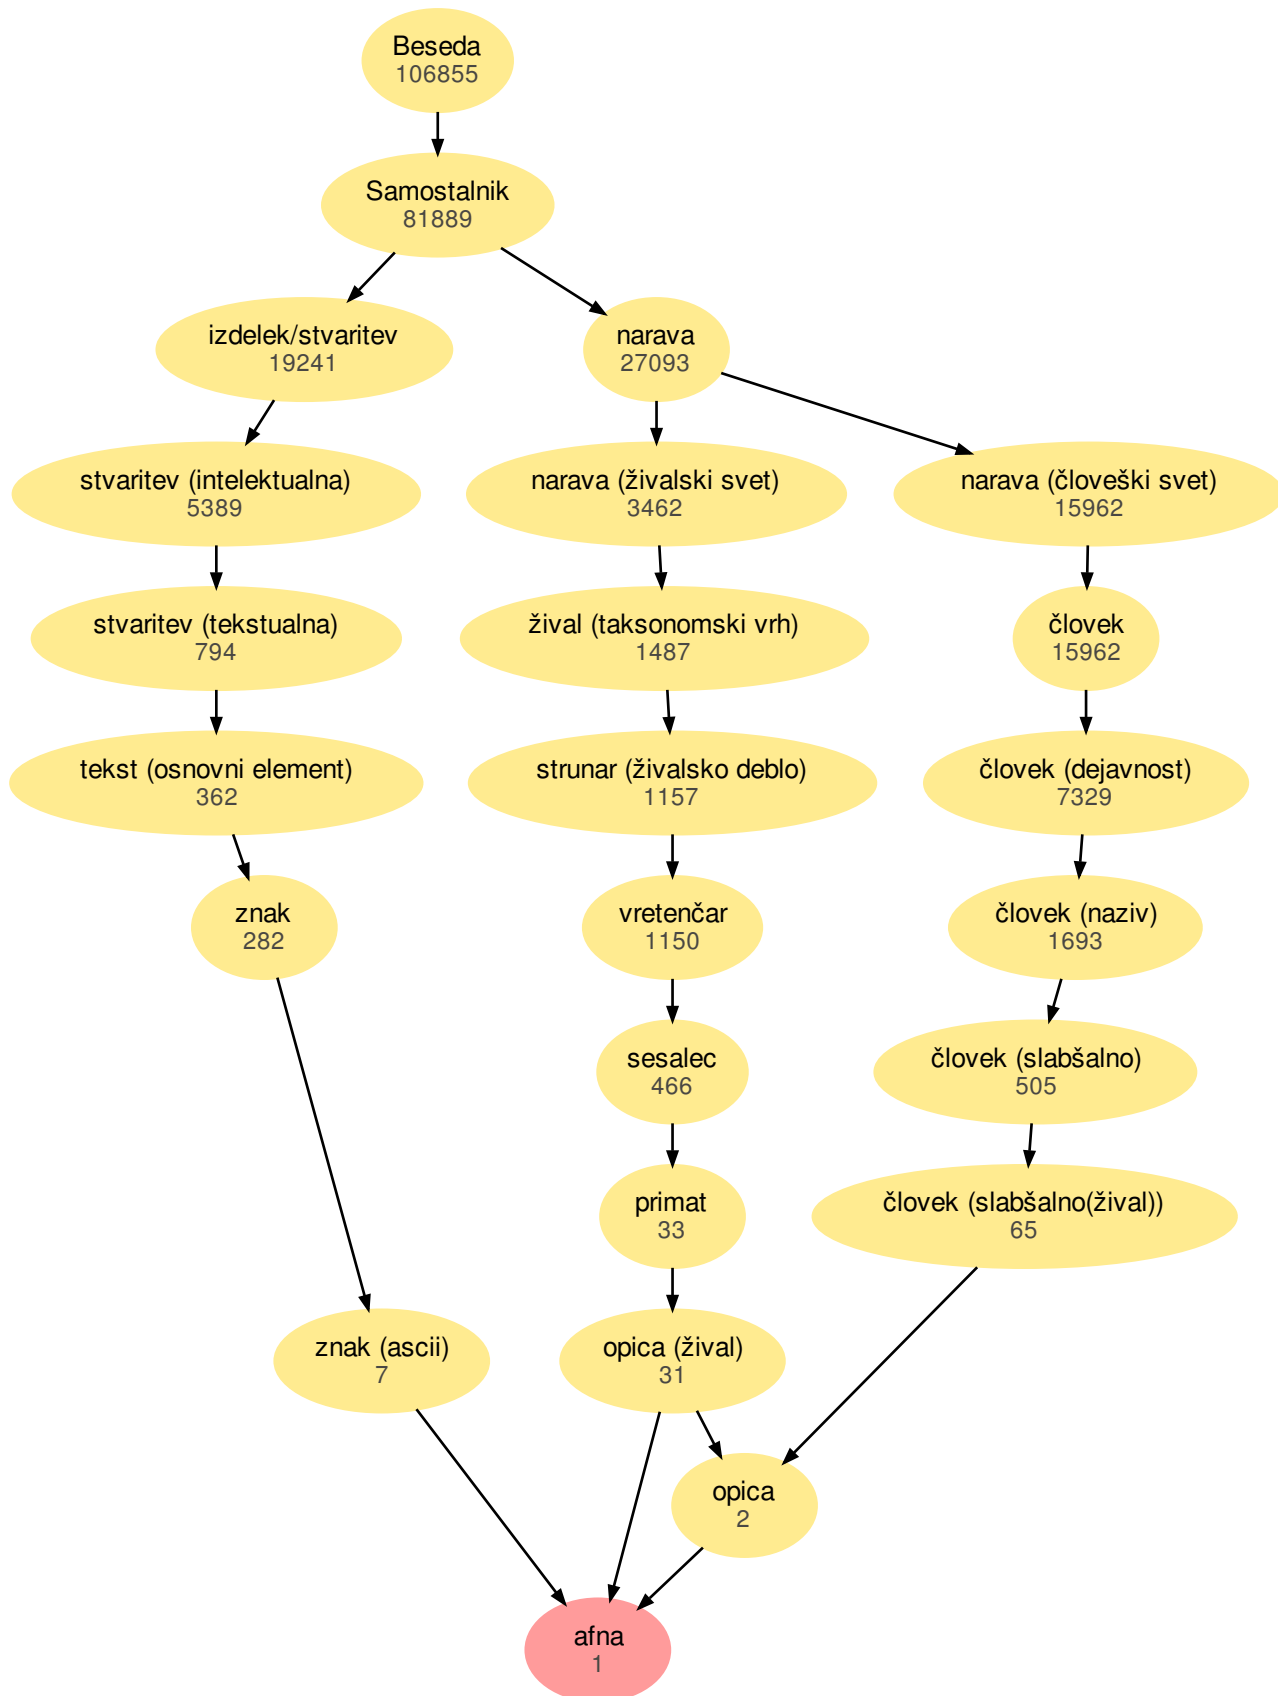 Beseda
106855
Samostalnik
81889
izdelek/stvaritev
19241
narava
27093
stvaritev (intelektualna)
5389
narava (živalski svet)
3462
narava (človeški svet)
15962
stvaritev (tekstualna)
794
žival (taksonomski vrh)
1487
človek
15962
tekst (osnovni element)
362
strunar (živalsko deblo)
1157
človek (dejavnost)
7329
znak
282
vretenčar
1150
človek (naziv)
1693
sesalec
466
človek (slabšalno)
505
primat
33
človek (slabšalno(žival))
65
znak (ascii)
7
opica (žival)
31
opica
2
afna
1